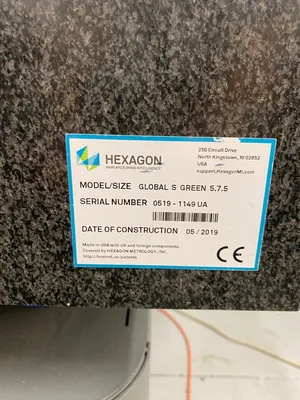 HEXAGON
MANUFACTURING INTELLIGENCE
250 Circuit Drive
North Kingstown, RI 02852
USA
support.HexagonMI.com
MODEL/SIZE GLOBAL S GREEN 5.7.5
SERIAL NUMBER 0519 - 1149 UA
DATE OF CONSTRUCTION 05 / 2019
Made in USA with US and foreign components.
Covered by HEXAGON METROLOGY, INC.
CE